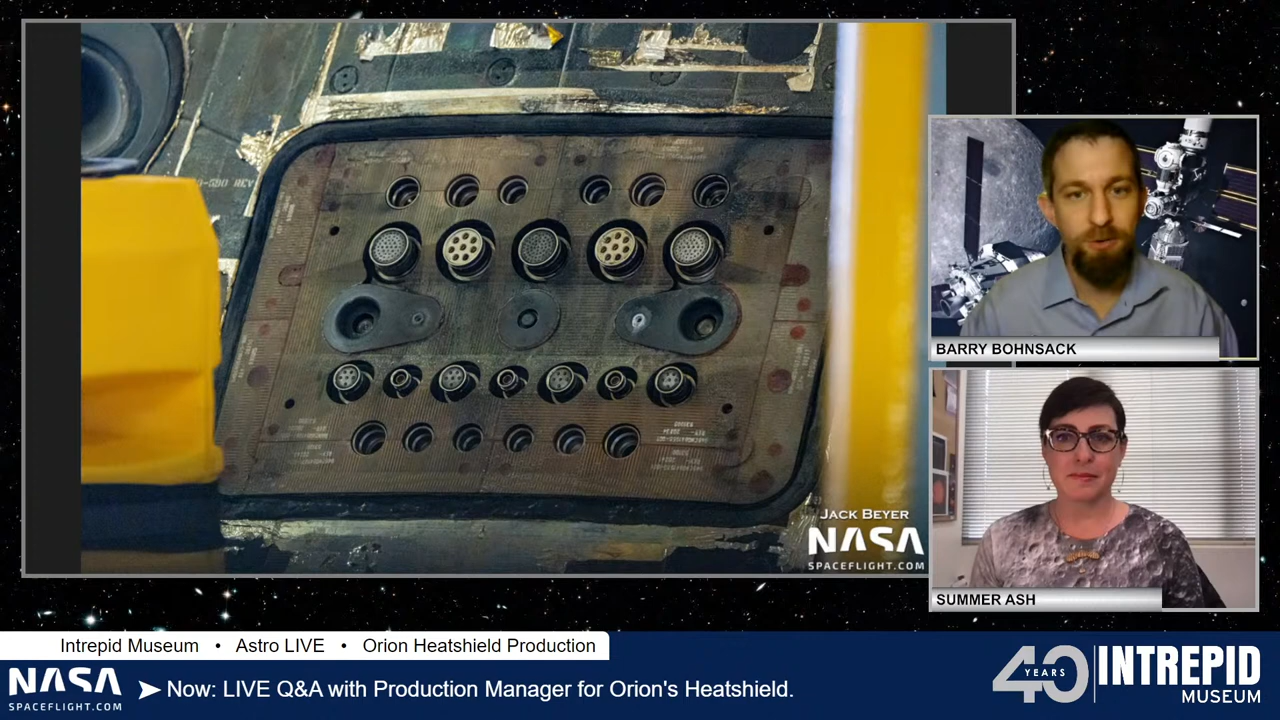 JACK BEYER
NASA
SPACEFLIGHT.COM
BARRY BOHNSACK
SUMMER ASH
Intrepid Museum • Astro LIVE • Orion Heatshield Production
NASA
SPACEFLIGHT.COM
Now: LIVE Q&A with Production Manager for Orion's Heatshield.
40
YEARS
INTREPID
MUSEUM